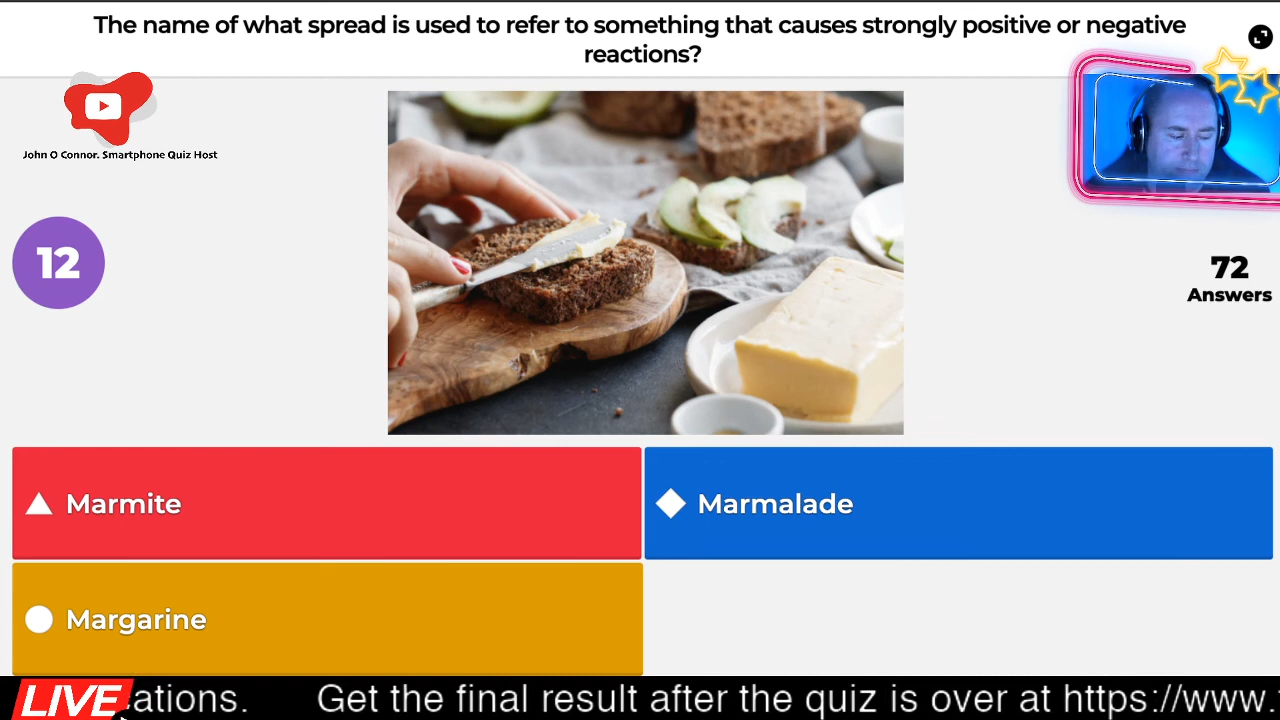 The name of what spread is used to refer to something that causes strongly positive or negative
reactions?
John O Connor. Smartphone Quiz Host
12
72
Answers
Marmite
Marmalade
Margarine
LIVE
ations. Get the final result after the quiz is over at https://www.